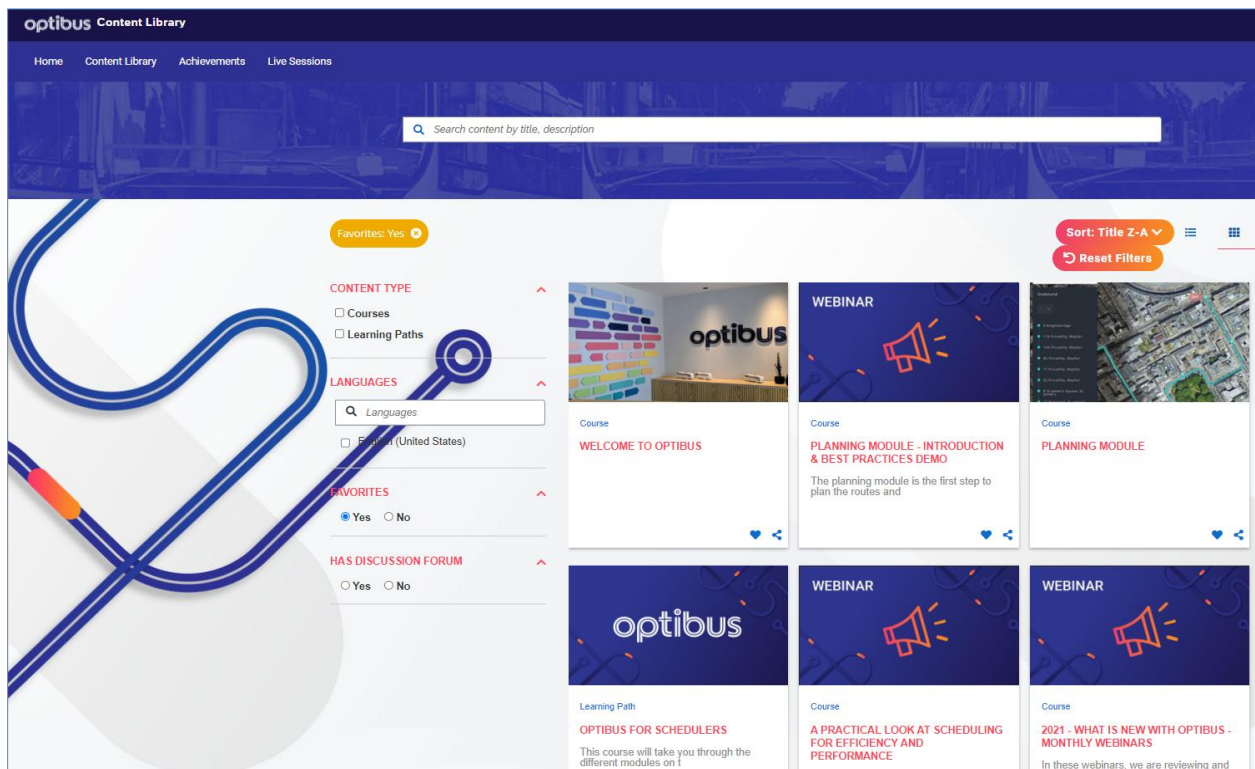 optibus Content Library
Home Content Library Achievements Live Sessions
Search content by title, description
Favorites: Yes
Sort: Title Z-A
Reset Filters
CONTENT TYPE
Courses
Learning Paths
LANGUAGES
Languages
English (United States)
FAVORITES
Yes No
HAS DISCUSSION FORUM
Yes No
optibus
Course
WELCOME TO OPTIBUS
WEBINAR
Course
PLANNING MODULE - INTRODUCTION
& BEST PRACTICES DEMO
The planning module is the first step to
plan the routes and
Course
PLANNING MODULE
optibus
Learning Path
OPTIBUS FOR SCHEDULERS
This course will take you through the
different modules on t
WEBINAR
Course
A PRACTICAL LOOK AT SCHEDULING
FOR EFFICIENCY AND
PERFORMANCE
WEBINAR
Course
2021 - WHAT IS NEW WITH OPTIBUS -
MONTHLY WEBINARS
In these webinars, we are reviewing and